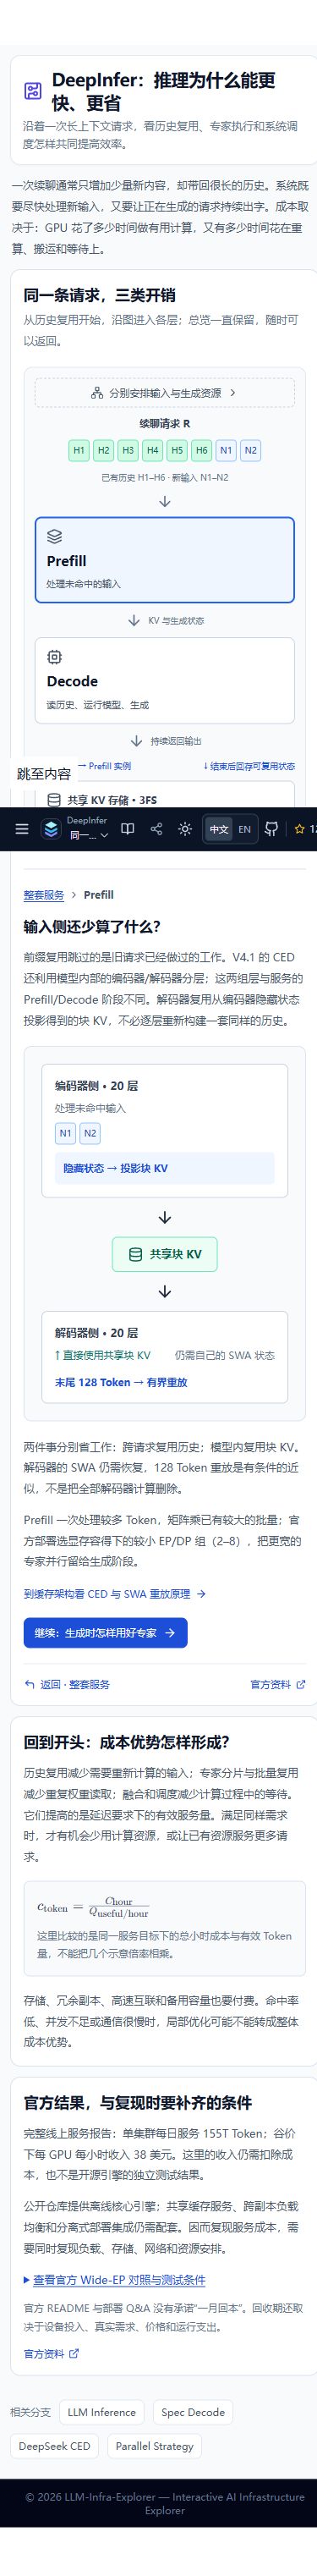 DeepInfer：推理为什么能更
快、更省
沿着一次长上下文请求，看历史复用、专家执行和系统调
度怎样共同提高效率。
一次续聊通常只增加少量新内容，却带回很长的历史。系统既
要尽快处理新输入，又要让正在生成的请求持续出字。成本取
决于：GPU 花了多少时间做有用计算，又有多少时间花在重
算、搬运和等待上。
同一条请求，三类开销
从历史复用开始，沿图进入各层；总览一直保留，随时可
以返回。
分别安排输入与生成资源
续聊请求 R
H1 H2 H3 H4 H5 H6 N1 N2
已有历史 H1–H6 · 新输入 N1–N2
Prefill
处理未命中的输入
KV 与生成状态
Decode
读历史、运行模型、生成
持续返回输出
→ Prefill 实例 ↓ 结束后回存可复用状态
跳至内容
共享 KV 存储 · 3FS
DeepInfer
同一... 中文 EN
整套服务 > Prefill
输入侧还少算了什么？
前缀复用跳过的是旧请求已经做过的工作。V4.1 的 CED
还利用模型内部的编码器/解码器分层；这两组层与服务的
Prefill/Decode 阶段不同。解码器复用从编码器隐藏状态
投影得到的块 KV，不必逐层重新构建一套同样的历史。
编码器侧 • 20 层
处理未命中输入
N1 N2
隐藏状态 → 投影块 KV
共享块 KV
解码器侧 • 20 层
↑ 直接使用共享块 KV 仍需自己的 SWA 状态
末尾 128 Token → 有界重放
两件事分别省工作：跨请求复用历史；模型内复用块 KV。
解码器的 SWA 仍需恢复，128 Token 重放是有条件的近
似，不是把全部解码器计算删除。
Prefill 一次处理较多 Token，矩阵乘已有较大的批量；官
方部署选显存容得下的较小 EP/DP 组（2–8），把更宽的
专家并行留给生成阶段。
到缓存架构看 CED 与 SWA 重放原理 →
继续：生成时怎样用好专家 →
返回 · 整套服务 官方资料
回到开头：成本优势怎样形成？
历史复用减少需要重新计算的输入；专家分片与批量复用
减少重复权重读取；融合和调度减少计算过程中的等待。
它们提高的是延迟要求下的有效服务量。满足同样需求
时，才有机会少用计算资源，或让已有资源服务更多请
求。
c_token = C_hour / Q_useful/hour
这里比较的是同一服务目标下的总小时成本与有效 Token
量，不能把几个示意倍率相乘。
存储、冗余副本、高速互联和备用容量也要付费。命中率
低、并发不足或通信很慢时，局部优化可能不能转成整体
成本优势。
官方结果，与复现时要补齐的条件
完整线上服务报告：单集群每日服务 155T Token；谷价
下每 GPU 每小时收入 38 美元。这里的收入仍需扣除成
本，也不是开源引擎的独立测试结果。
公开仓库提供离线核心引擎；共享缓存服务、跨副本负载
均衡和分离式部署集成仍需配套。因而复现服务成本，需
要同时复现负载、存储、网络和资源安排。
▶ 查看官方 Wide-EP 对照与测试条件
官方 README 与部署 Q&A 没有承诺“一月回本”。回收期还取
决于设备投入、真实需求、价格和运行支出。
官方资料
相关分支 LLM Inference Spec Decode
DeepSeek CED Parallel Strategy
© 2026 LLM-Infra-Explorer — Interactive AI Infrastructure
Explorer